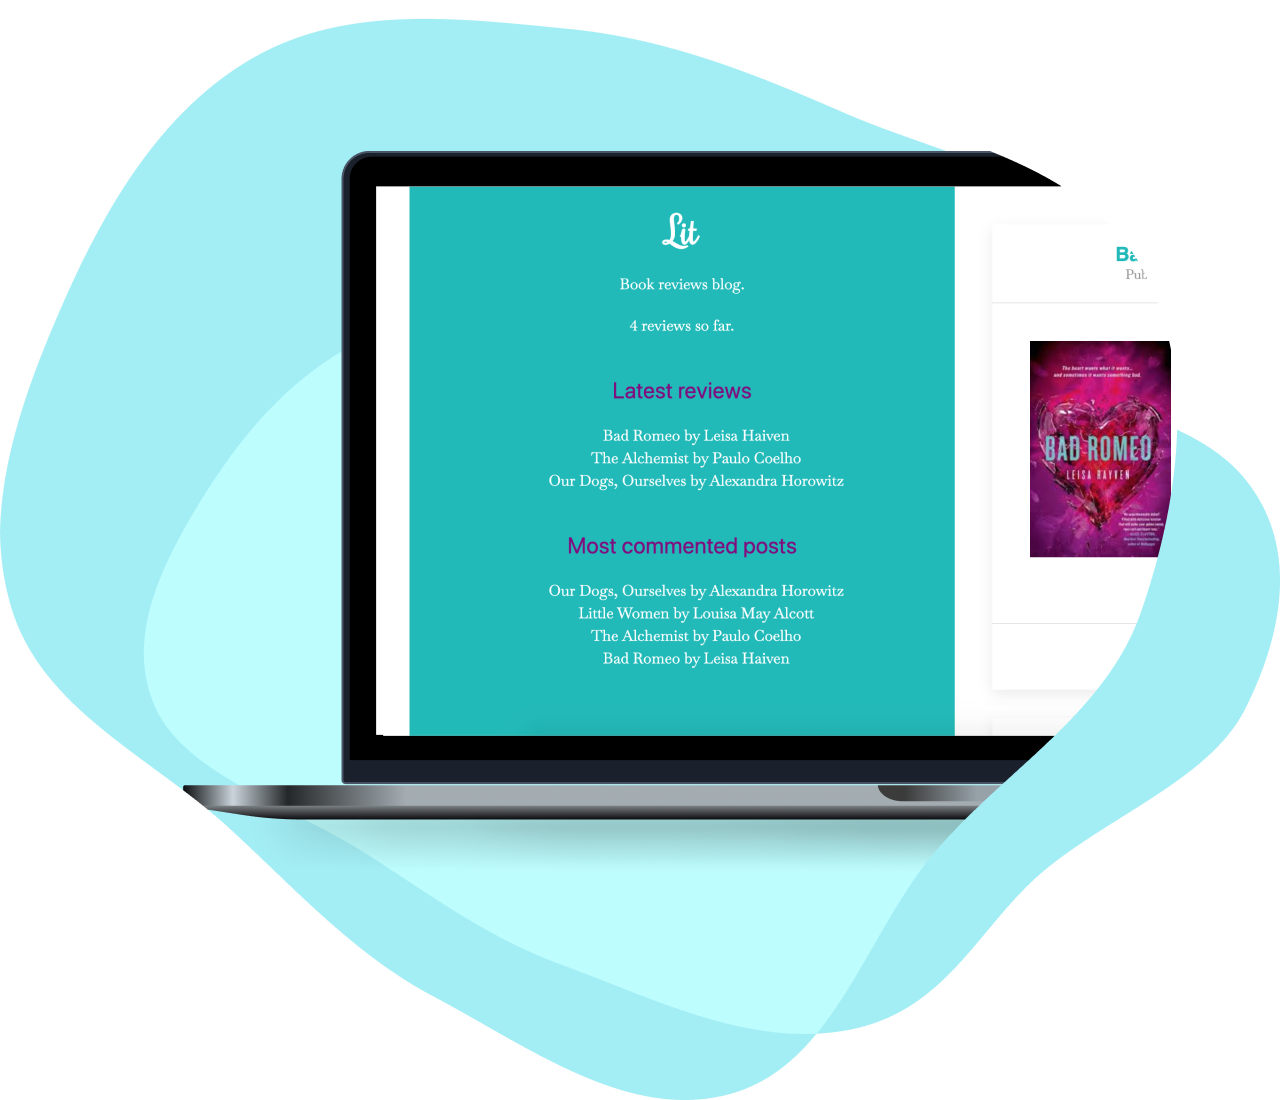 Lit
Book reviews blog.
4 reviews so far.
Latest reviews
Bad Romeo by Leisa Haiven
The Alchemist by Paulo Coelho
Our Dogs, Ourselves by Alexandra Horowitz
Most commented posts
Our Dogs, Ourselves by Alexandra Horowitz
Little Women by Louisa May Alcott
The Alchemist by Paulo Coelho
Bad Romeo by Leisa Haiven
The heart wants what it wants...
and sometimes it wants something bad.
BAD ROMEO
LEISA RAYVEN